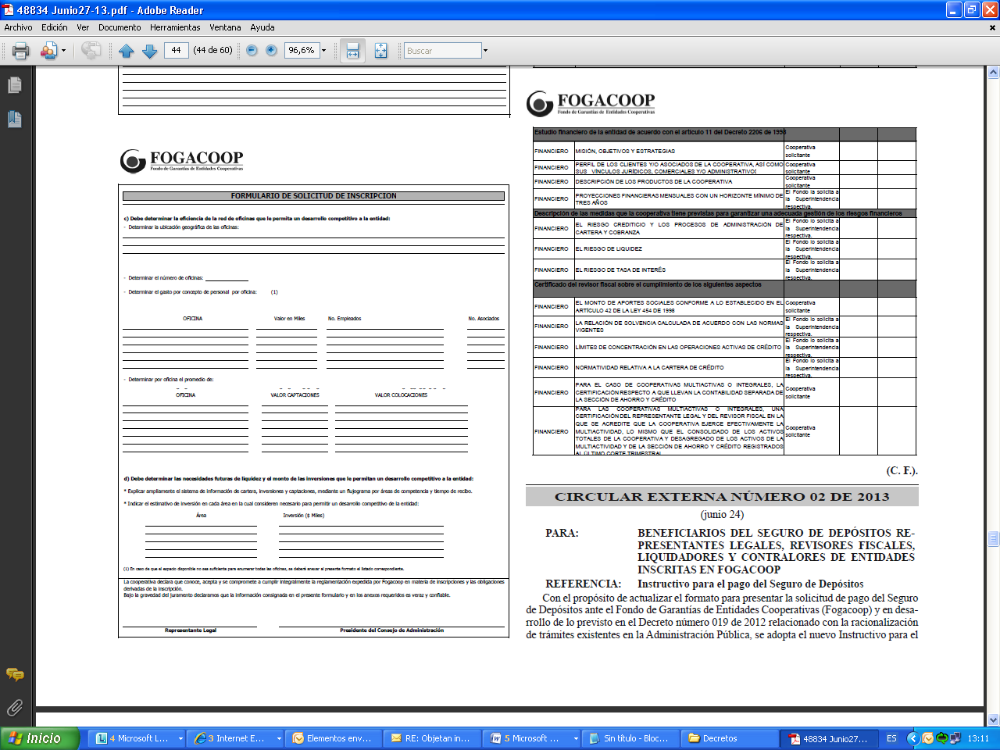 48834 Junio27-13.pdf - Adobe Reader
Archivo Edición Ver Documento Herramientas Ventana Ayuda
44 (44 de 60) 96,6% Buscar
FOGACOOP
Fondo de Garantías de Entidades Cooperativas
FORMULARIO DE SOLICITUD DE INSCRIPCION
c) Debe determinar la eficiencia de la red de oficinas que le permita un desarrollo competitivo a la entidad:
- Determinar la ubicación geográfica de las oficinas:
- Determinar el número de oficinas:
- Determinar el gasto por concepto de personal por oficina: (1)
OFICINA Valor en Miles No. Empleados No. Asociados
- Determinar por oficina el promedio de:
OFICINA VALOR CAPTACIONES VALOR COLOCACIONES
d) Debe determinar las necesidades futuras de liquidez y el monto de las inversiones que le permitan un desarrollo competitivo a la entidad:
* Explicar ampliamente el sistema de información de cartera, inversiones y captaciones, mediante un flujograma por áreas de competencia y tiempo de recibo.
* Indicar el estimativo de inversión en cada área en la cual consideren necesario para permitir un desarrollo competitivo de la entidad:
Área Inversión ($ Miles)
(1) En caso de que el espacio disponible no sea suficiente para enumerar todas las oficinas, se deberá anexar al presente formato el listado correspondiente.
La cooperativa declara que conoce, acepta y se compromete a cumplir integralmente la reglamentación expedida por Fogacoop en materia de inscripciones y las obligaciones
derivadas de la inscripción.
Bajo la gravedad del juramento declaramos que la información consignada en el presente formulario y en los anexos requeridos es veraz y confiable.
Representante Legal Presidente del Consejo de Administración
FOGACOOP
Fondo de Garantías de Entidades Cooperativas
Estudio financiero de la entidad de acuerdo con el articulo 11 del Decreto 2206 de 1998
FINANCIERO MISIÓN, OBJETIVOS Y ESTRATEGIAS Cooperativa
solicitante
FINANCIERO PERFIL DE LOS CLIENTES Y/O ASOCIADOS DE LA COOPERATIVA, ASÍ COMO Cooperativa
SUS VÍNCULOS JURÍDICOS, COMERCIALES Y/O ADMINISTRATIVOS solicitante
FINANCIERO DESCRIPCIÓN DE LOS PRODUCTOS DE LA COOPERATIVA Cooperativa
solicitante
FINANCIERO PROYECCIONES FINANCIERAS MENSUALES CON UN HORIZONTE MÍNIMO DE El Fondo lo solicita a
TRES AÑOS la Superintendencia
respectiva.
Descripción de las medidas que la cooperativa tiene previstas para garantizar una adecuada gestión de los riesgos financieros
FINANCIERO EL RIESGO CREDITICIO Y LOS PROCESOS DE ADMINISTRACIÓN DE El Fondo lo solicita a
CARTERA Y COBRANZA la Superintendencia
respectiva.
FINANCIERO EL RIESGO DE LIQUIDEZ El Fondo lo solicita a
la Superintendencia
respectiva.
FINANCIERO EL RIESGO DE TASA DE INTERÉS El Fondo lo solicita a
la Superintendencia
respectiva.
Certificado del revisor fiscal sobre el cumplimiento de los siguientes aspectos
FINANCIERO EL MONTO DE APORTES SOCIALES CONFORME A LO ESTABLECIDO EN EL Cooperativa
ARTÍCULO 42 DE LA LEY 454 DE 1998 solicitante
FINANCIERO LA RELACIÓN DE SOLVENCIA CALCULADA DE ACUERDO CON LAS NORMAS El Fondo lo solicita a
VIGENTES la Superintendencia
respectiva.
FINANCIERO LÍMITES DE CONCENTRACIÓN EN LAS OPERACIONES ACTIVAS DE CRÉDITO El Fondo lo solicita a
la Superintendencia
respectiva.
FINANCIERO NORMATIVIDAD RELATIVA A LA CARTERA DE CRÉDITO El Fondo lo solicita a
la Superintendencia
respectiva.
FINANCIERO PARA EL CASO DE COOPERATIVAS MULTIACTIVAS O INTEGRALES, LA Cooperativa
CERTIFICACIÓN RESPECTO A QUE LLEVAN LA CONTABILIDAD SEPARADA DE solicitante
LA SECCIÓN DE AHORRO Y CRÉDITO
FINANCIERO PARA LAS COOPERATIVAS MULTIACTIVAS O INTEGRALES, UNA Cooperativa
CERTIFICACIÓN DEL REPRESENTANTE LEGAL Y DEL REVISOR FISCAL EN LA solicitante
QUE SE ACREDITE QUE LA COOPERATIVA EJERCE EFECTIVAMENTE LA
MULTIACTIVIDAD, LO MISMO QUE EL CONSOLIDADO DE LOS ACTIVOS
TOTALES DE LA COOPERATIVA Y DESAGREGADO DE LOS ACTIVOS DE LA
MULTIACTIVIDAD Y DE LA SECCIÓN DE AHORRO Y CRÉDITO REGISTRADOS
AL ÚLTIMO CORTE TRIMESTRAL
(C. F.).
CIRCULAR EXTERNA NÚMERO 02 DE 2013
(junio 24)
PARA: BENEFICIARIOS DEL SEGURO DE DEPÓSITOS RE-
PRESENTANTES LEGALES, REVISORES FISCALES,
LIQUIDADORES Y CONTRALORES DE ENTIDADES
INSCRITAS EN FOGACOOP
REFERENCIA: Instructivo para el pago del Seguro de Depósitos
Con el propósito de actualizar el formato para presentar la solicitud de pago del Seguro
de Depósitos ante el Fondo de Garantías de Entidades Cooperativas (Fogacoop) y en desa-
rrollo de lo previsto en el Decreto número 019 de 2012 relacionado con la racionalización
de trámites existentes en la Administración Pública, se adopta el nuevo Instructivo para el
Inicio 4 Microsoft L... 3 Internet E... Elementos env... RE: Objetan in... 5 Microsoft ... Sin título - Bloc... Decretos 48834 Junio27... ES 13:11